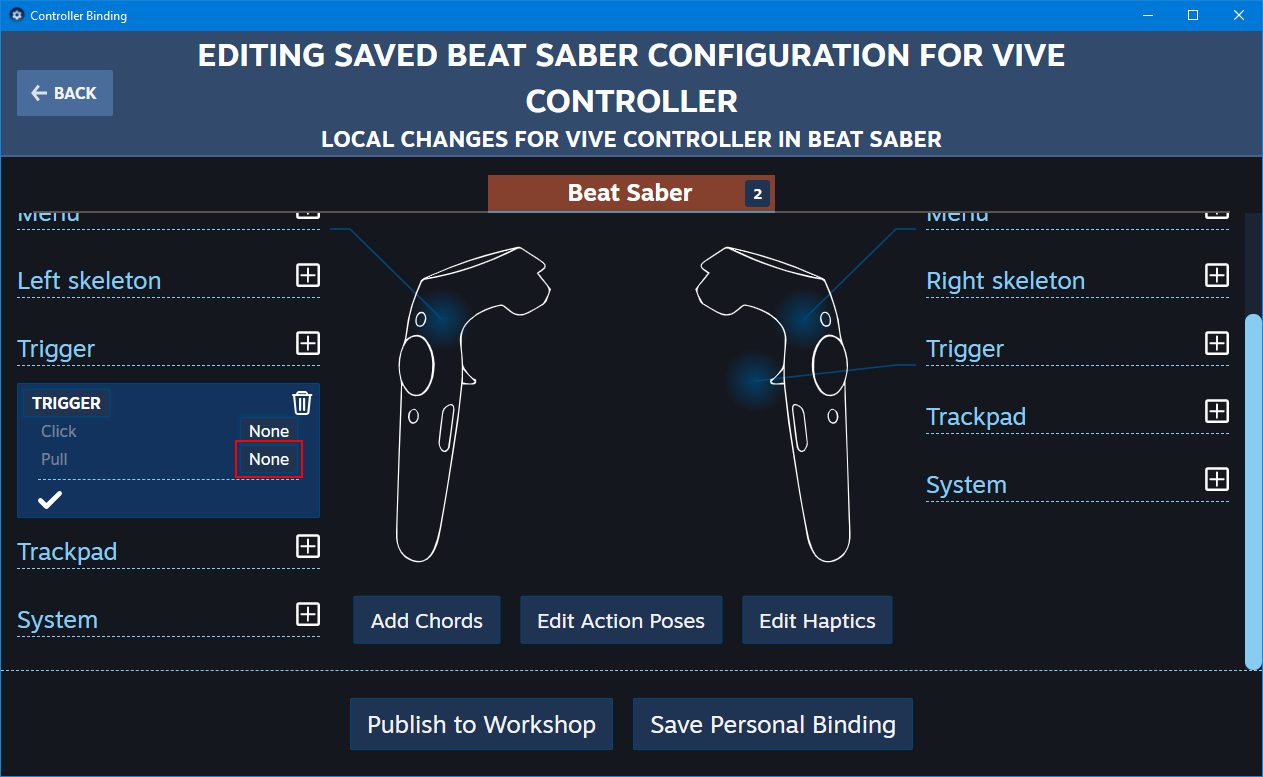 Controller Binding
EDITING SAVED BEAT SABER CONFIGURATION FOR VIVE
CONTROLLER
BACK
LOCAL CHANGES FOR VIVE CONTROLLER IN BEAT SABER
Beat Saber 2
Menu
Left skeleton
Trigger
TRIGGER
Click None
Pull None
Trackpad
System
Menu
Right skeleton
Trigger
Trackpad
System
Add Chords
Edit Action Poses
Edit Haptics
Publish to Workshop
Save Personal Binding